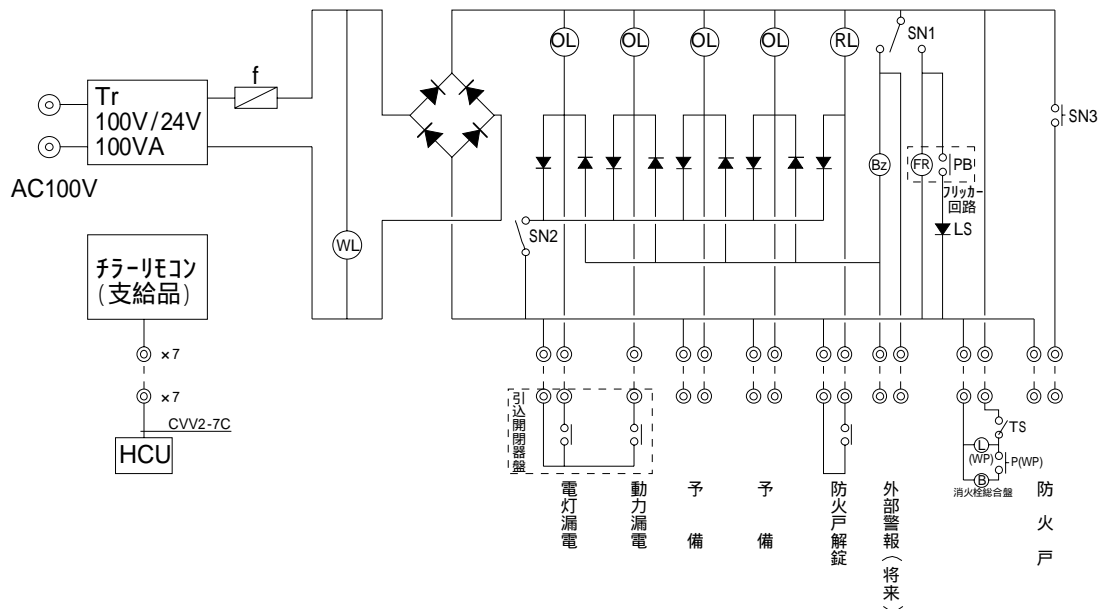 Tr
100V/24V
100VA
f
AC100V
チラーリモコン
(支給品)
×7
×7
CVV2-7C
HCU
WL
OL
OL
OL
OL
RL
SN1
SN2
SN3
Bz
FR
PB
フリッカー
回路
LS
引込開閉器盤
電灯漏電
動力漏電
予備
予備
防火戸解錠
外部警報(将来)
TS
L
(WP)
P(WP)
B
消火栓総合盤
防火戸